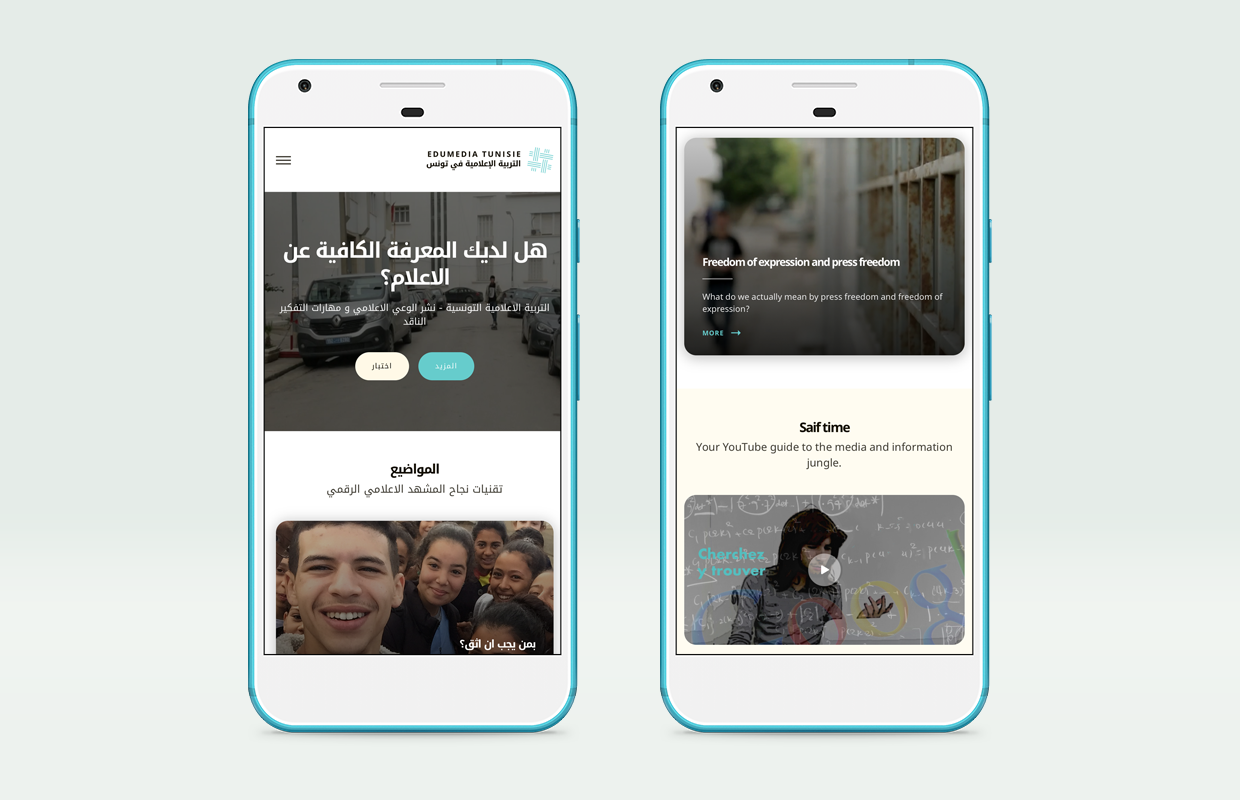 EDUMEDIA TUNISIE
التربية الإعلامية في تونس
هل لديك المعرفة الكافية عن
الاعلام؟
التربية الاعلامية التونسية - نشر الوعي الاعلامي و مهارات التفكير
الناقد
المزيد
اختبار
المواضيع
تقنيات نجاح المشهد الاعلامي الرقمي
بمن يجب ان اثق؟
Freedom of expression and press freedom
What do we actually mean by press freedom and freedom of
expression?
MORE
Saif time
Your YouTube guide to the media and information
jungle.
Cherchez
y trouver